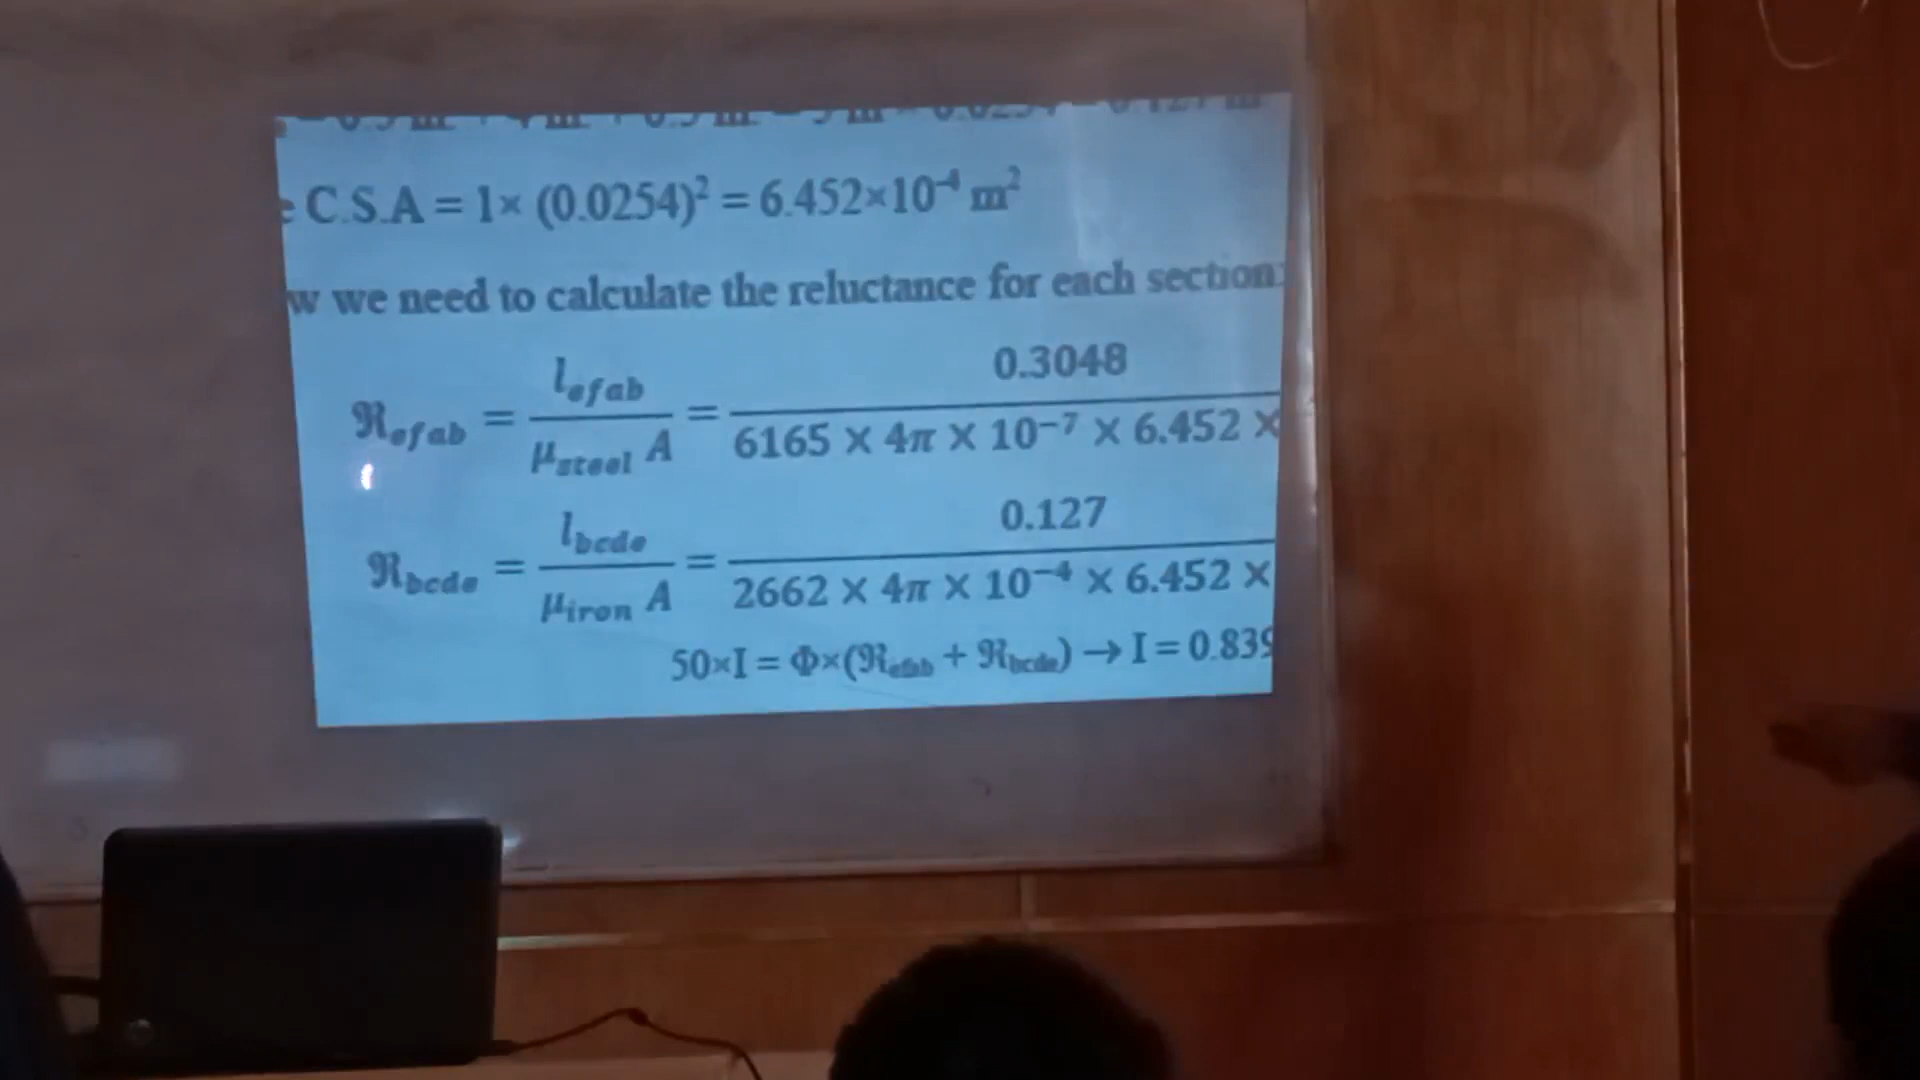 C.S.A = 1× (0.0254)² = 6.452×10⁻⁴ m²
w we need to calculate the reluctance for each section:
ℜefab = lefab / μsteel A = 0.3048 / 6165 × 4π × 10⁻⁷ × 6.452 ×
ℜbcde = lbcde / μiron A = 0.127 / 2662 × 4π × 10⁻⁴ × 6.452 ×
50×I = Φ×(ℜefab + ℜbcde) → I = 0.839